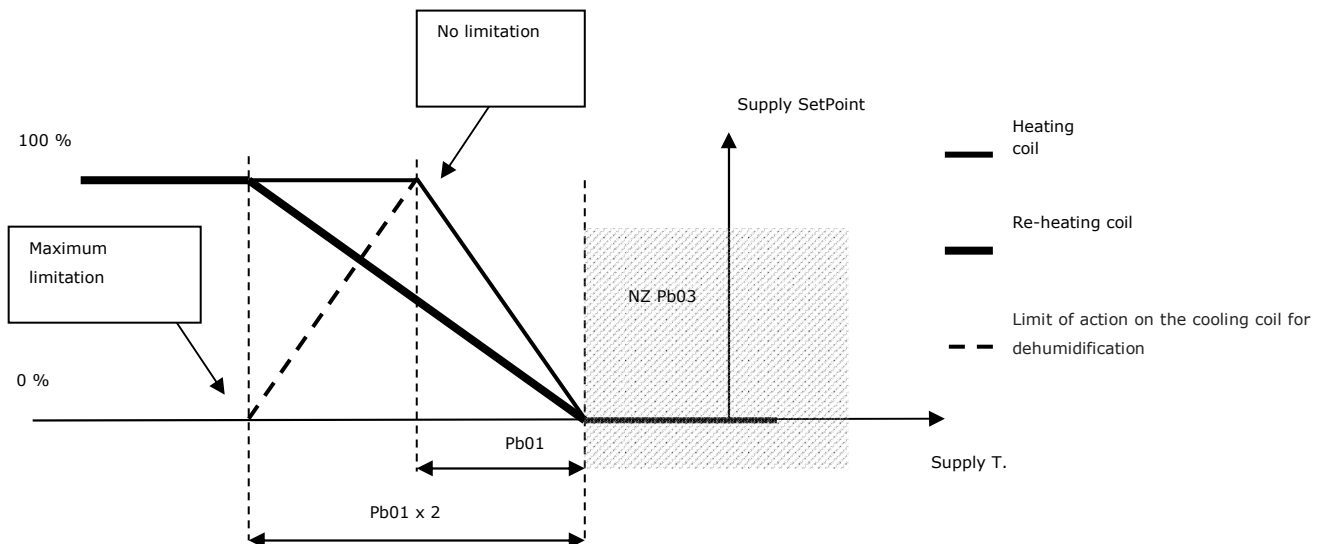 No limitation
Supply SetPoint
Heating
coil
100 %
Re-heating coil
Maximum
limitation
NZ Pb03
Limit of action on the cooling coil for
dehumidification
0 %
Pb01
Supply T.
Pb01 x 2